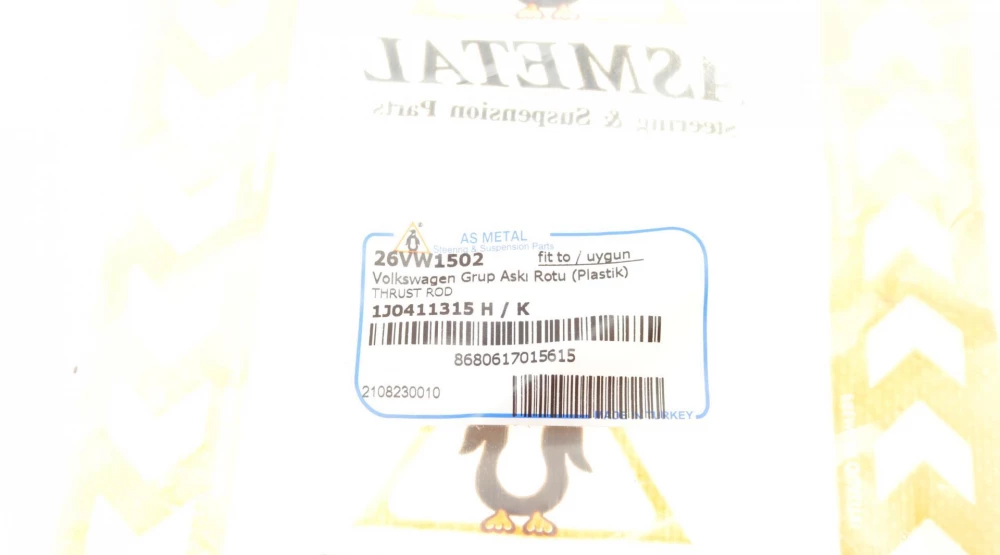 ASMETAL
Steering & Suspension Parts
AS METAL
Steering & Suspension Parts
26VW1502 fit to / uygun
Volkswagen Grup Askı Rotu (Plastik)
THRUST ROD
1J0411315 H / K
8680617015615
2108230010
MADE IN TURKEY